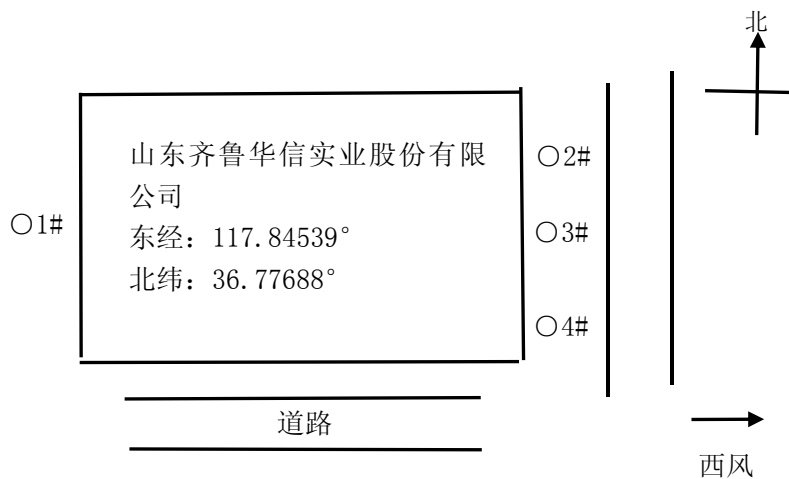 北
山东齐鲁华信实业股份有限
公司
东经：117.84539°
北纬：36.77688°
○1#
○2#
○3#
○4#
道路
西风